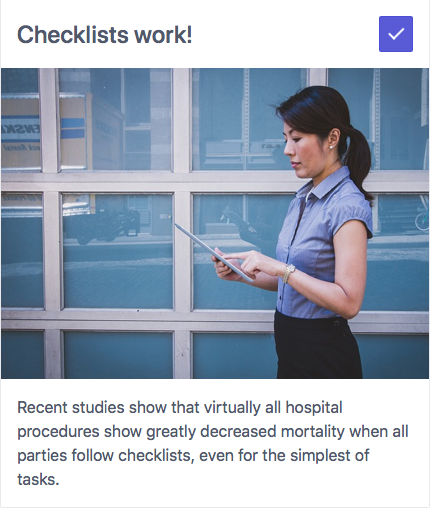 Checklists work!
Recent studies show that virtually all hospital
procedures show greatly decreased mortality when all
parties follow checklists, even for the simplest of
tasks.